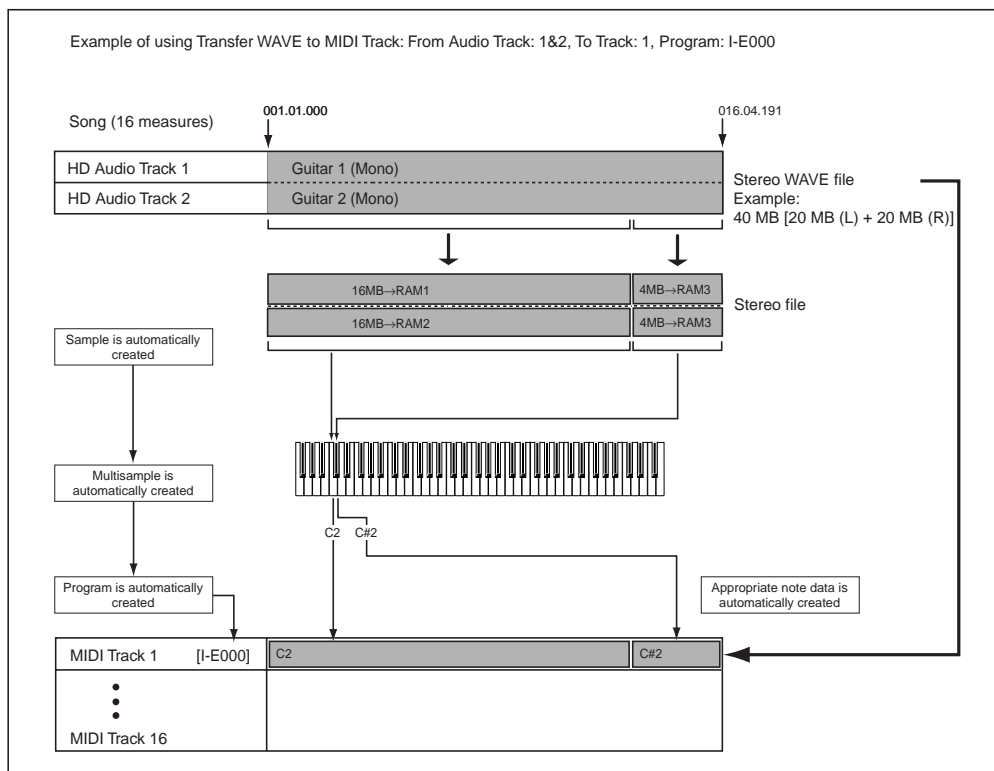 Example of using Transfer WAVE to MIDI Track: From Audio Track: 1&2, To Track: 1, Program: I-E000
Song (16 measures)
001.01.000
016.04.191
HD Audio Track 1
Guitar 1 (Mono)
HD Audio Track 2
Guitar 2 (Mono)
Stereo WAVE file
Example:
40 MB [20 MB (L) + 20 MB (R)]
16MB→RAM1
4MB→RAM3
16MB→RAM2
4MB→RAM3
Stereo file
Sample is automatically
created
Multisample is
automatically created
C2
C#2
Program is automatically
created
Appropriate note data is
automatically created
MIDI Track 1
[I-E000]
C2
C#2
MIDI Track 16